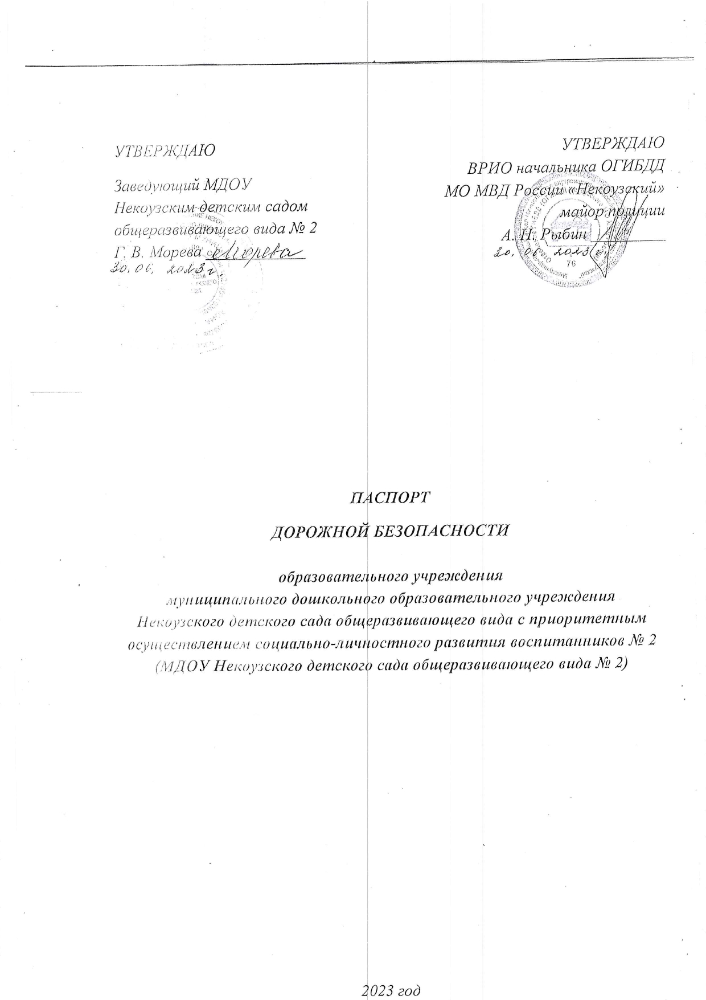 УТВЕРЖДАЮ
Заведующий МДОУ
Некоузским детским садом
общеразвивающего вида № 2
Г. В. Морева Морева
30.06. 2023 г.
УТВЕРЖДАЮ
ВРИО начальника ОГИБДД
МО МВД России «Некоузский»
майор полиции
А. Н. Рыбин
30. 06. 2023 г.
76
ПАСПОРТ
ДОРОЖНОЙ БЕЗОПАСНОСТИ
образовательного учреждения
муниципального дошкольного образовательного учреждения
Некоузского детского сада общеразвивающего вида с приоритетным
осуществлением социально-личностного развития воспитанников № 2
(МДОУ Некоузского детского сада общеразвивающего вида № 2)
2023 год